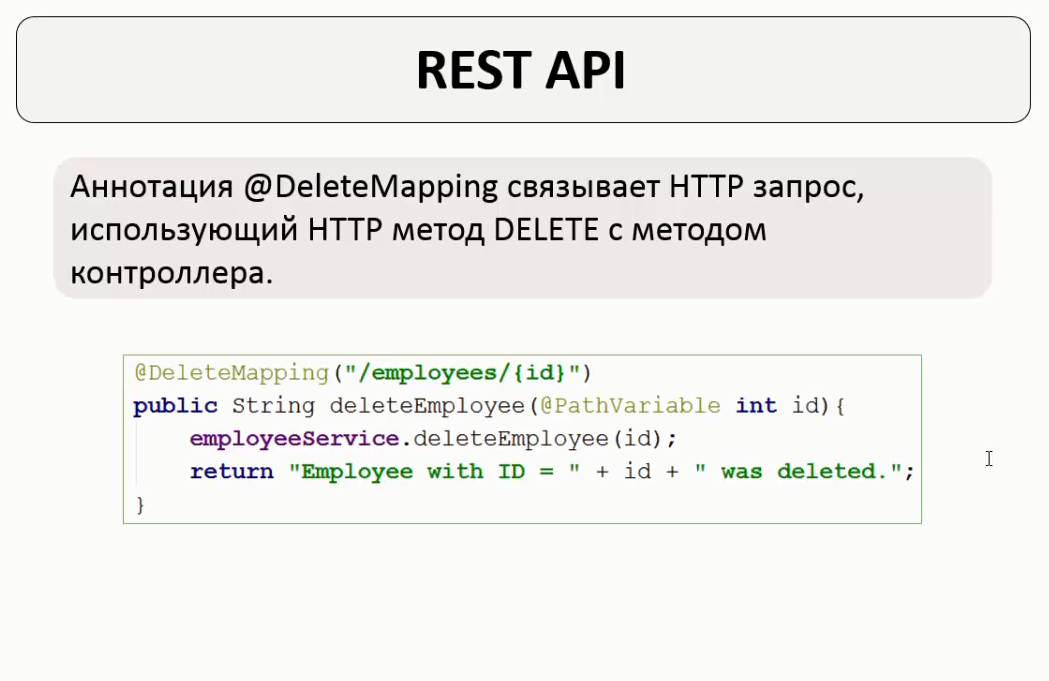 REST API
Аннотация @DeleteMapping связывает HTTP запрос,
использующий HTTP метод DELETE с методом
контроллера.
@DeleteMapping("/employees/{id}")
public String deleteEmployee(@PathVariable int id){
employeeService.deleteEmployee(id);
return "Employee with ID = " + id + " was deleted.";
}